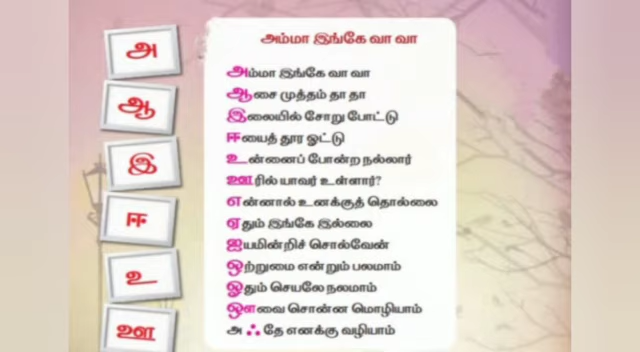 அ
ஆ
இ
ஈ
உ
ஊ
அம்மா இங்கே வா வா
அம்மா இங்கே வா வா
ஆசை முத்தம் தா தா
இலையில் சோறு போட்டு
ஈயைத் தூர ஓட்டு
உன்னைப் போன்ற நல்லார்
ஊரில் யாவர் உள்ளார்?
என்னால் உனக்குத் தொல்லை
ஏதும் இங்கே இல்லை
ஐயமின்றிச் சொல்வேன்
ஒற்றுமை என்றும் பலமாம்
ஓதும் செயலே நலமாம்
ஔவை சொன்ன மொழியாம்
அஃதே எனக்கு வழியாம்